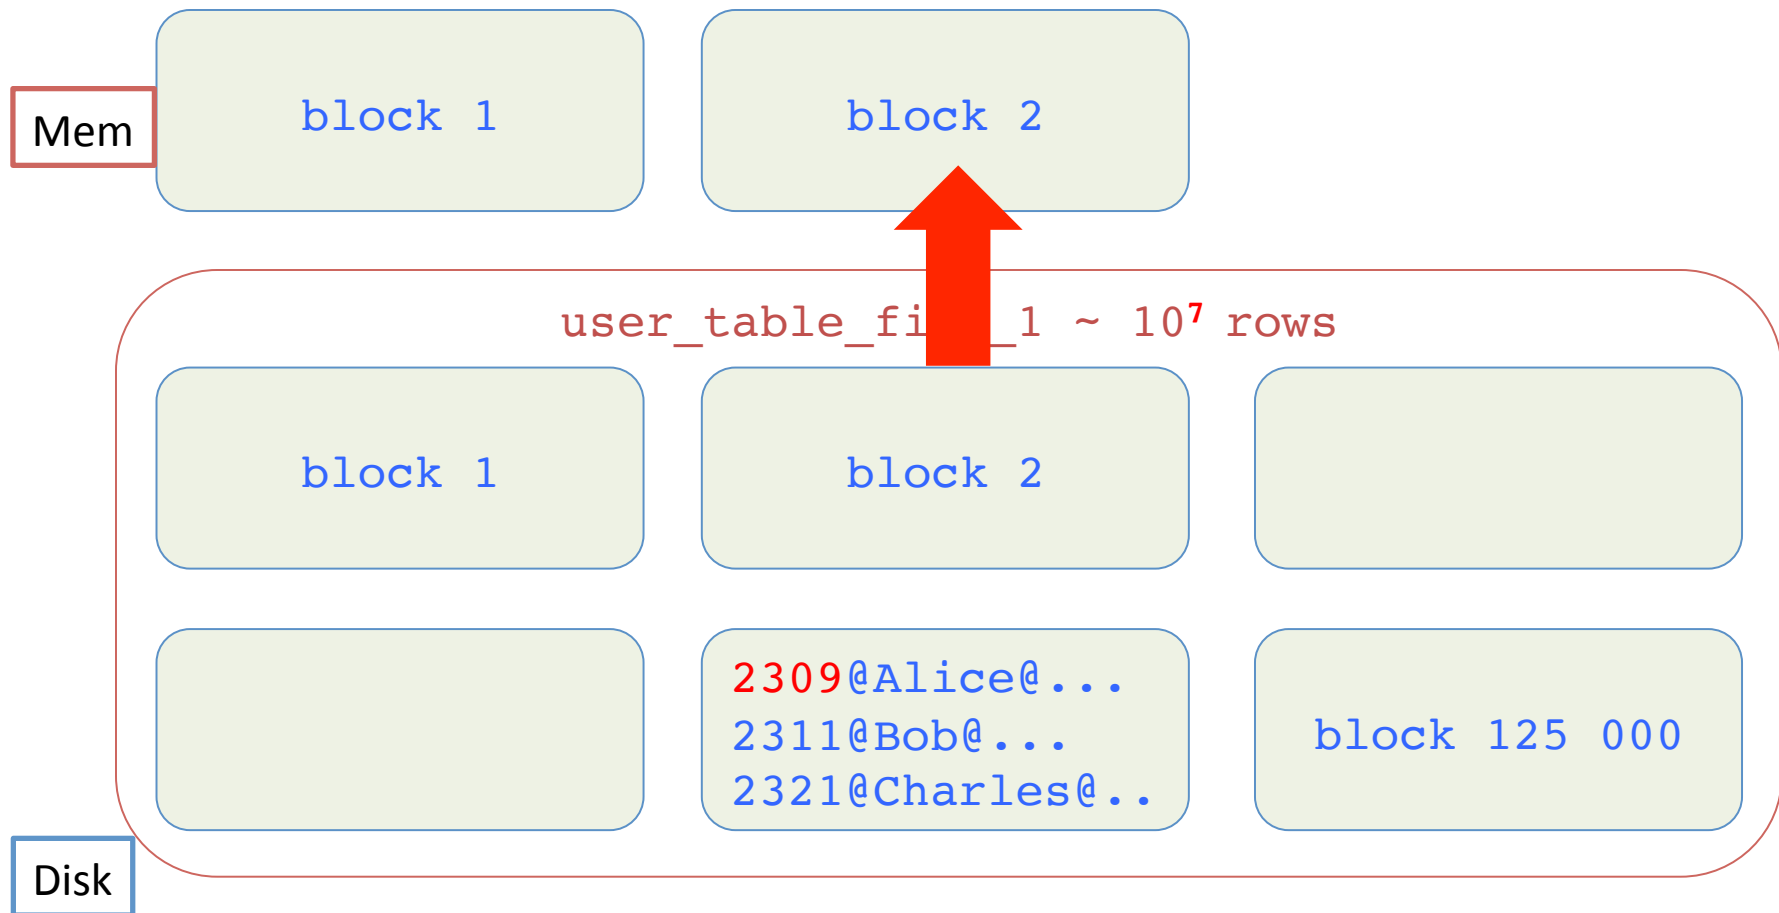 block 1
block 2
Mem
user_table_fi _1 ~ 10⁷ rows
block 1
block 2
2309@Alice@...
2311@Bob@...
2321@Charles@..
block 125 000
Disk